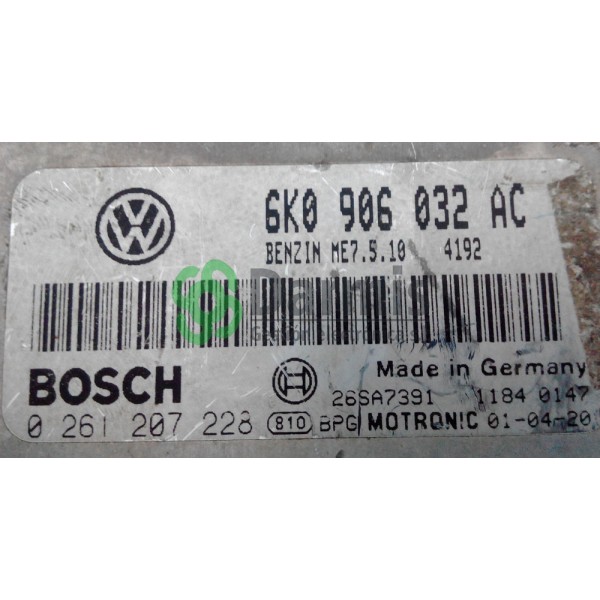 6K0 906 032 AC
BENZIN ME7.5.10 4192
Daimis
BOSCH
Made in Germany
26SA7391 1184 0147
0 261 207 228 810 BPG MOTRONIC 01-04-20